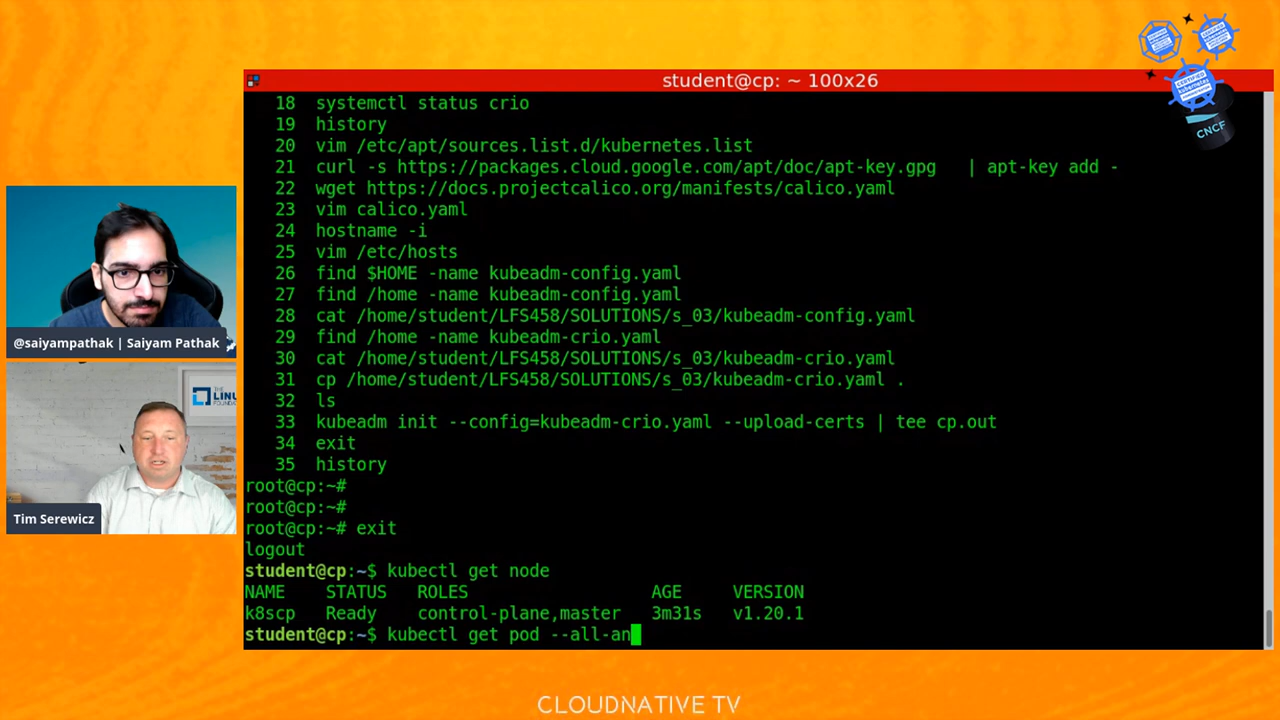 student@cp: ~ 100x26
18 systemctl status crio
19 history
20 vim /etc/apt/sources.list.d/kubernetes.list
21 curl -s https://packages.cloud.google.com/apt/doc/apt-key.gpg | apt-key add -
22 wget https://docs.projectcalico.org/manifests/calico.yaml
23 vim calico.yaml
24 hostname -i
25 vim /etc/hosts
26 find $HOME -name kubeadm-config.yaml
27 find /home -name kubeadm-config.yaml
28 cat /home/student/LFS458/SOLUTIONS/s_03/kubeadm-config.yaml
29 find /home -name kubeadm-crio.yaml
30 cat /home/student/LFS458/SOLUTIONS/s_03/kubeadm-crio.yaml
31 cp /home/student/LFS458/SOLUTIONS/s_03/kubeadm-crio.yaml .
32 ls
33 kubeadm init --config=kubeadm-crio.yaml --upload-certs | tee cp.out
34 exit
35 history
root@cp:~#
root@cp:~#
root@cp:~# exit
logout
student@cp:~$ kubectl get node
NAME STATUS ROLES AGE VERSION
k8scp Ready control-plane,master 3m31s v1.20.1
student@cp:~$ kubectl get pod --all-an
@saiyampathak | Saiyam Pathak
THE
Tim Serewicz
CNCF
CLOUDNATIVE TV